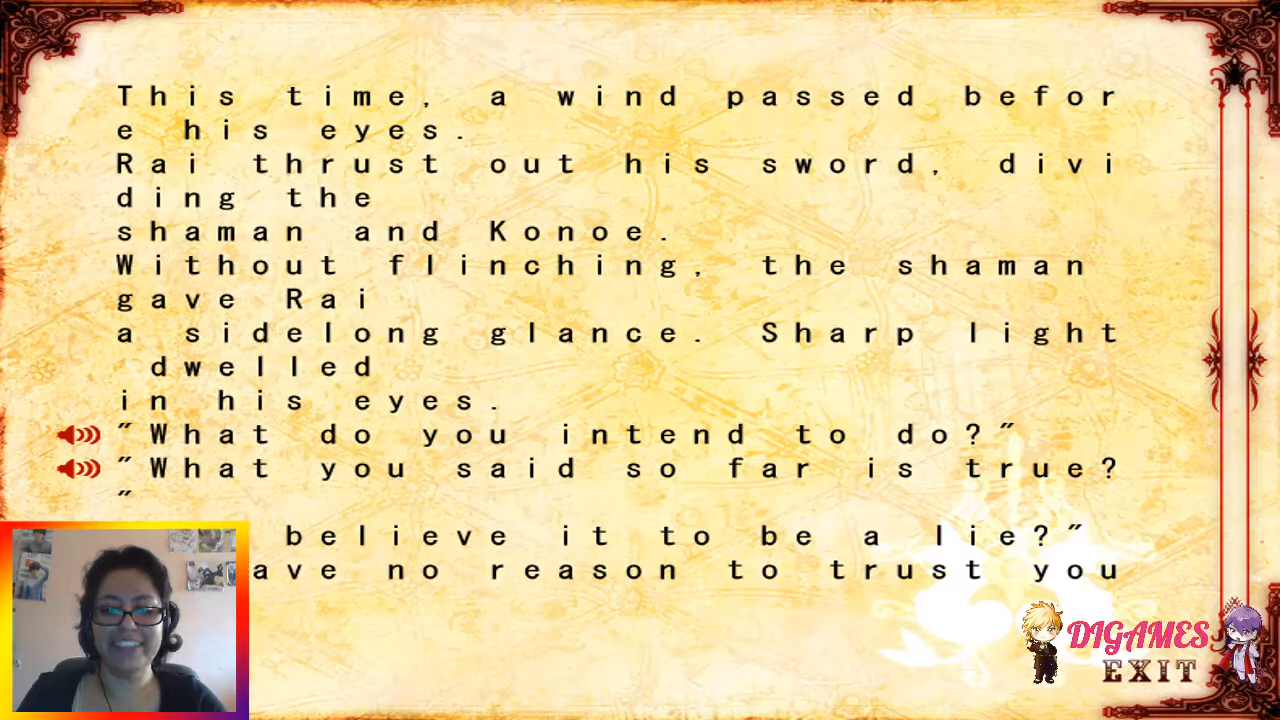 This time, a wind passed befor
e his eyes.
Rai thrust out his sword, divi
ding the
shaman and Konoe.
Without flinching, the shaman
gave Rai
a sidelong glance. Sharp light
dwelled
in his eyes.
"What do you intend to do?"
"What you said so far is true?
"
believe it to be a lie?"
ave no reason to trust you
DIGAMES
EXIT